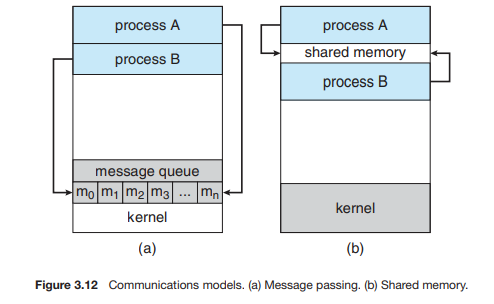 process A
process B
message queue
m0 m1 m2 m3 ... mn
kernel
(a)
process A
shared memory
process B
kernel
(b)
Figure 3.12 Communications models. (a) Message passing. (b) Shared memory.